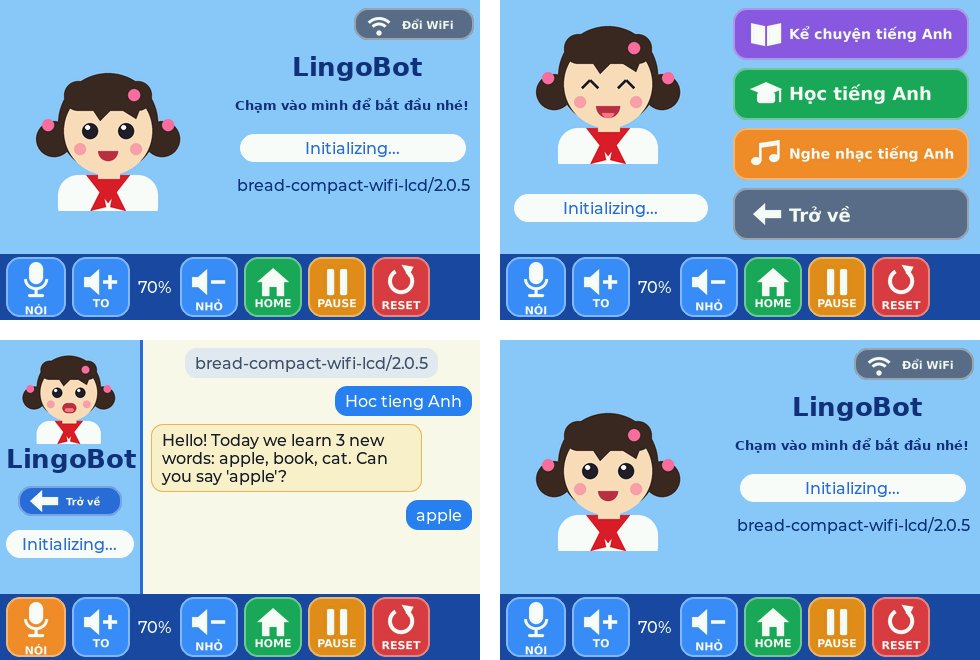 Đổi WiFi
LingoBot
Chạm vào mình để bắt đầu nhé!
Initializing...
bread-compact-wifi-lcd/2.0.5
NÓI
TO
70%
NHỎ
HOME
PAUSE
RESET
Kể chuyện tiếng Anh
Học tiếng Anh
Nghe nhạc tiếng Anh
Trở về
Initializing...
NÓI
TO
70%
NHỎ
HOME
PAUSE
RESET
LingoBot
Trở về
Initializing...
bread-compact-wifi-lcd/2.0.5
Hoc tieng Anh
Hello! Today we learn 3 new
words: apple, book, cat. Can
you say 'apple'?
apple
NÓI
TO
70%
NHỎ
HOME
PAUSE
RESET
Đổi WiFi
LingoBot
Chạm vào mình để bắt đầu nhé!
Initializing...
bread-compact-wifi-lcd/2.0.5
NÓI
TO
70%
NHỎ
HOME
PAUSE
RESET